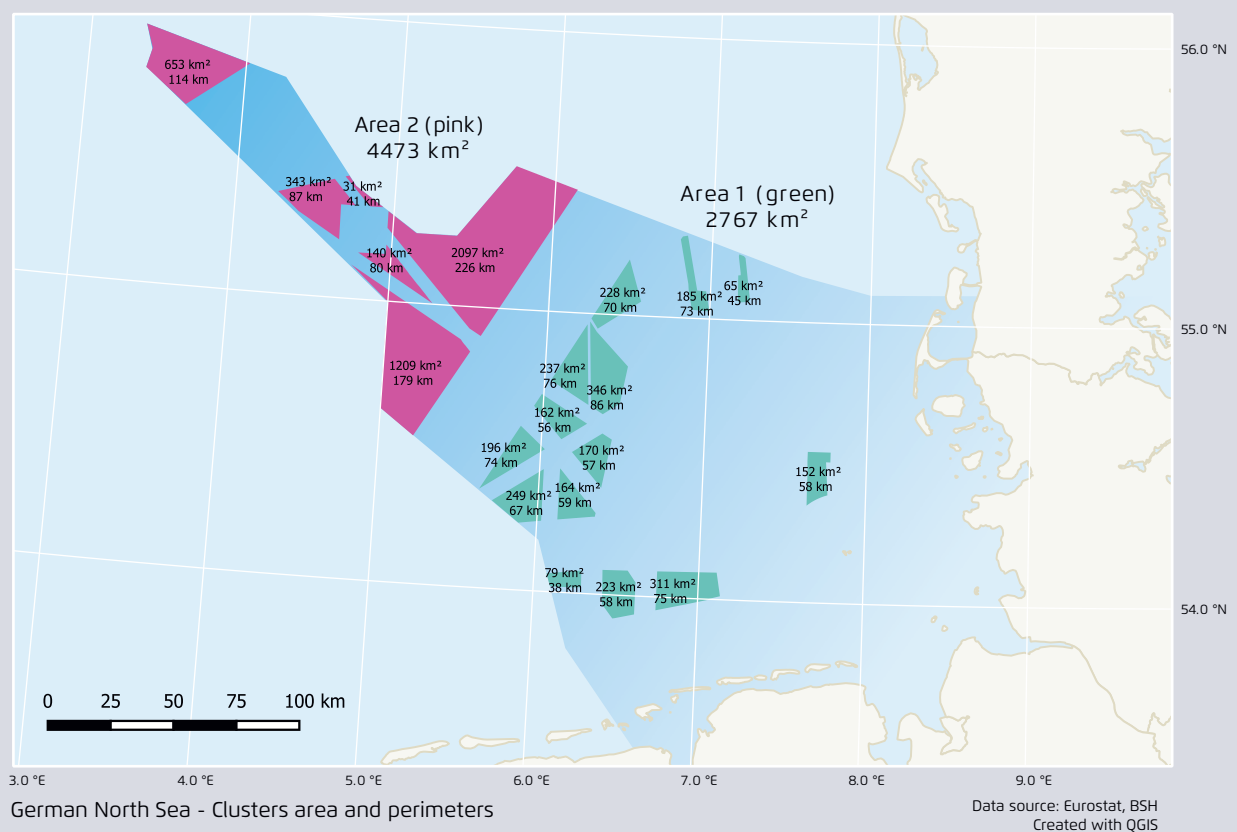 56.0 °N
653 km²
114 km
Area 2 (pink)
4473 km²
343 km²
87 km
31 km²
41 km
Area 1 (green)
2767 km²
140 km²
80 km
2097 km²
226 km
228 km²
70 km
185 km²
73 km
65 km²
45 km
55.0 °N
1209 km²
179 km
237 km²
76 km
346 km²
86 km
162 km²
56 km
196 km²
74 km
170 km²
57 km
152 km²
58 km
249 km²
67 km
164 km²
59 km
79 km²
38 km
223 km²
58 km
311 km²
75 km
54.0 °N
0 25 50 75 100 km
3.0 °E 4.0 °E 5.0 °E 6.0 °E 7.0 °E 8.0 °E 9.0 °E
German North Sea - Clusters area and perimeters
Data source: Eurostat, BSH
Created with QGIS